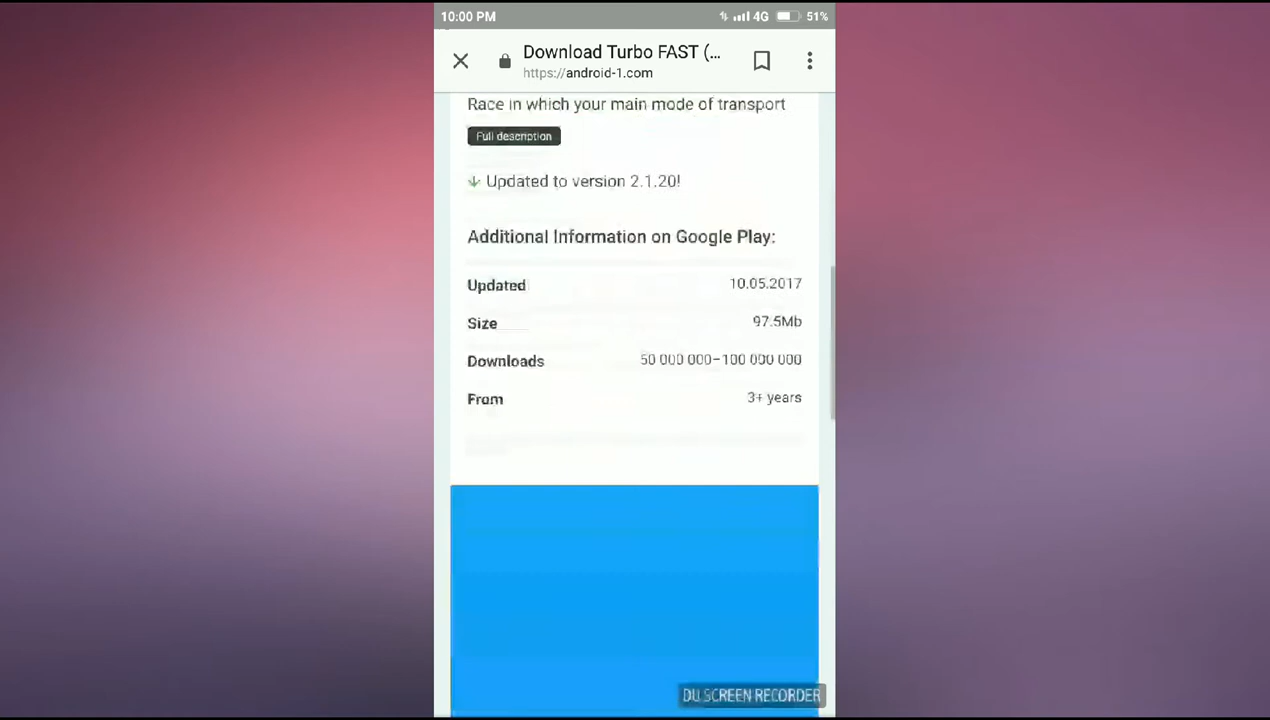 10:00 PM 4G 51%
Download Turbo FAST (...
https://android-1.com
Race in which your main mode of transport
Full description
Updated to version 2.1.20!
Additional Information on Google Play:
Updated 10.05.2017
Size 97.5Mb
Downloads 50 000 000–100 000 000
From 3+ years
DU SCREEN RECORDER